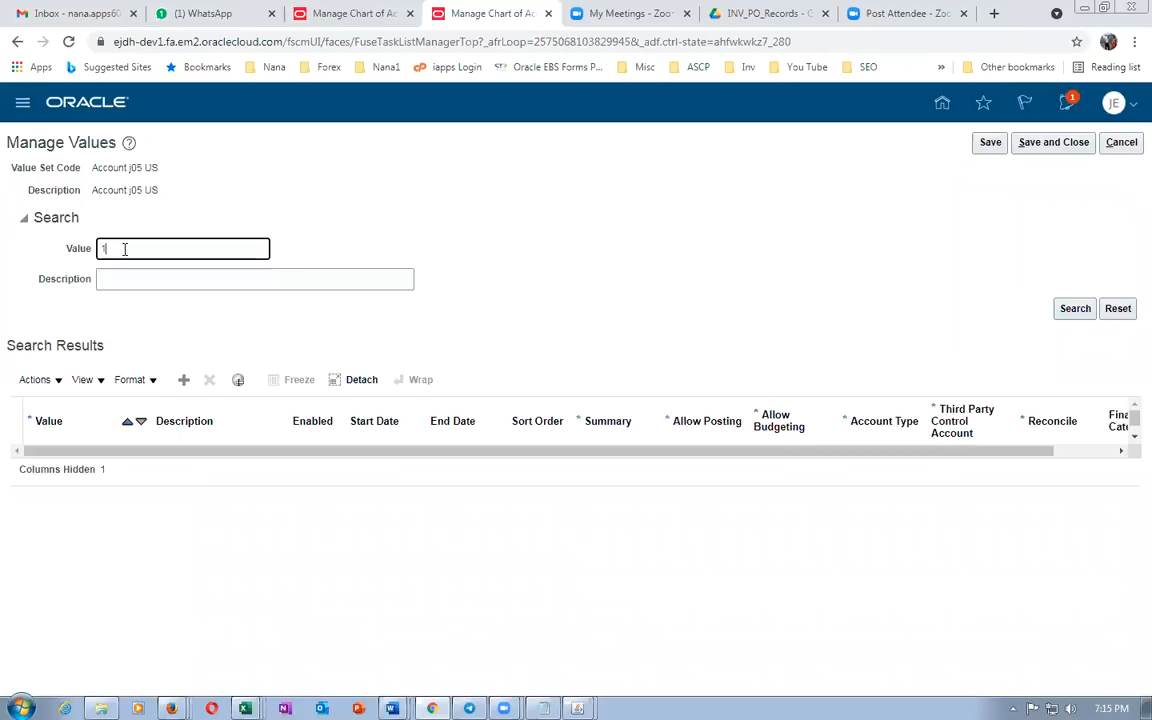 Inbox - nana.apps60
(1) WhatsApp
Manage Chart of Ac
Manage Chart of Ac
My Meetings - Zoo
INV_PO_Records - G
Post Attendee - Zoo
ejdh-dev1.fa.em2.oraclecloud.com/fscmUI/faces/FuseTaskListManagerTop?_afrLoop=2575068103829945&_adf.ctrl-state=ahfwkwkz7_280
Apps
Suggested Sites
Bookmarks
Nana
Forex
Nana1
iapps Login
Oracle EBS Forms P...
Misc
ASCP
Inv
You Tube
SEO
»
Other bookmarks
Reading list
ORACLE
1
JE
Manage Values
Save
Save and Close
Cancel
Value Set Code Account j05 US
Description Account j05 US
Search
Value 1
Description
Search
Reset
Search Results
Actions
View
Format
Freeze
Detach
Wrap
* Value
Description
Enabled
Start Date
End Date
Sort Order
* Summary
* Allow Posting
* Allow Budgeting
* Account Type
* Third Party Control Account
* Reconcile
Fina
Cate
Columns Hidden 1
7:15 PM